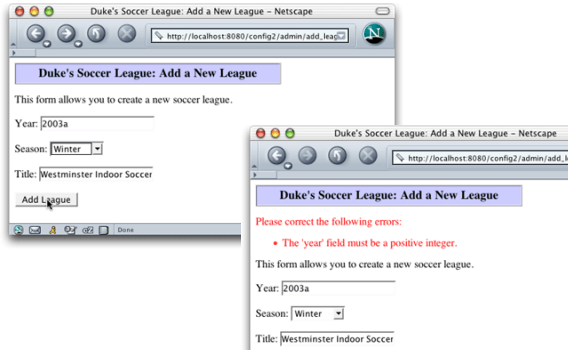 Duke's Soccer League: Add a New League – Netscape
http://localhost:8080/config2/admin/add_leag
N
Duke's Soccer League: Add a New League
This form allows you to create a new soccer league.
Year: 2003a
Season: Winter
Title: Westminster Indoor Soccer
Add League
Done
Duke's Soccer League: Add a New League – Netscape
http://localhost:8080/config2/admin/add_l
Duke's Soccer League: Add a New League
Please correct the following errors:
• The 'year' field must be a positive integer.
This form allows you to create a new soccer league.
Year: 2003a
Season: Winter
Title: Westminster Indoor Soccer